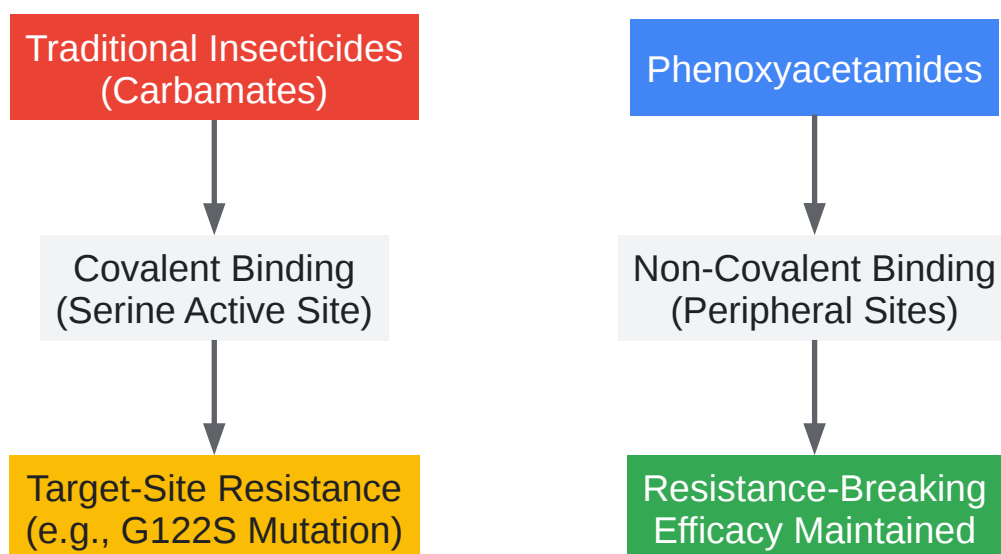 Traditional Insecticides
(Carbamates)
Covalent Binding
(Serine Active Site)
Target-Site Resistance
(e.g., G122S Mutation)
Phenoxyacetamides
Non-Covalent Binding
(Peripheral Sites)
Resistance-Breaking
Efficacy Maintained